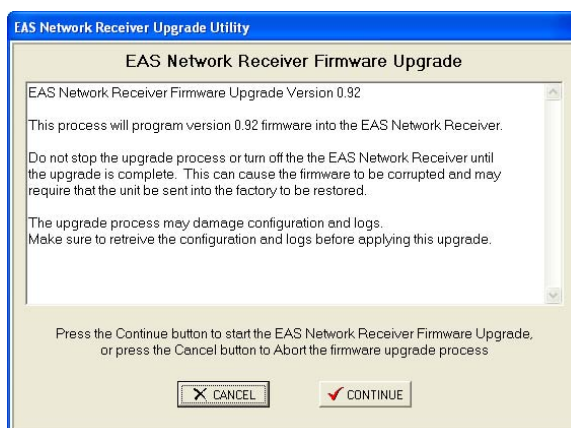 EAS Network Receiver Upgrade Utility
EAS Network Receiver Firmware Upgrade
EAS Network Receiver Firmware Upgrade Version 0.92
This process will program version 0.92 firmware into the EAS Network Receiver.
Do not stop the upgrade process or turn off the the EAS Network Receiver until
the upgrade is complete. This can cause the firmware to be corrupted and may
require that the unit be sent into the factory to be restored.
The upgrade process may damage configuration and logs.
Make sure to retreive the configuration and logs before applying this upgrade.
Press the Continue button to start the EAS Network Receiver Firmware Upgrade,
or press the Cancel button to Abort the firmware upgrade process
CANCEL CONTINUE